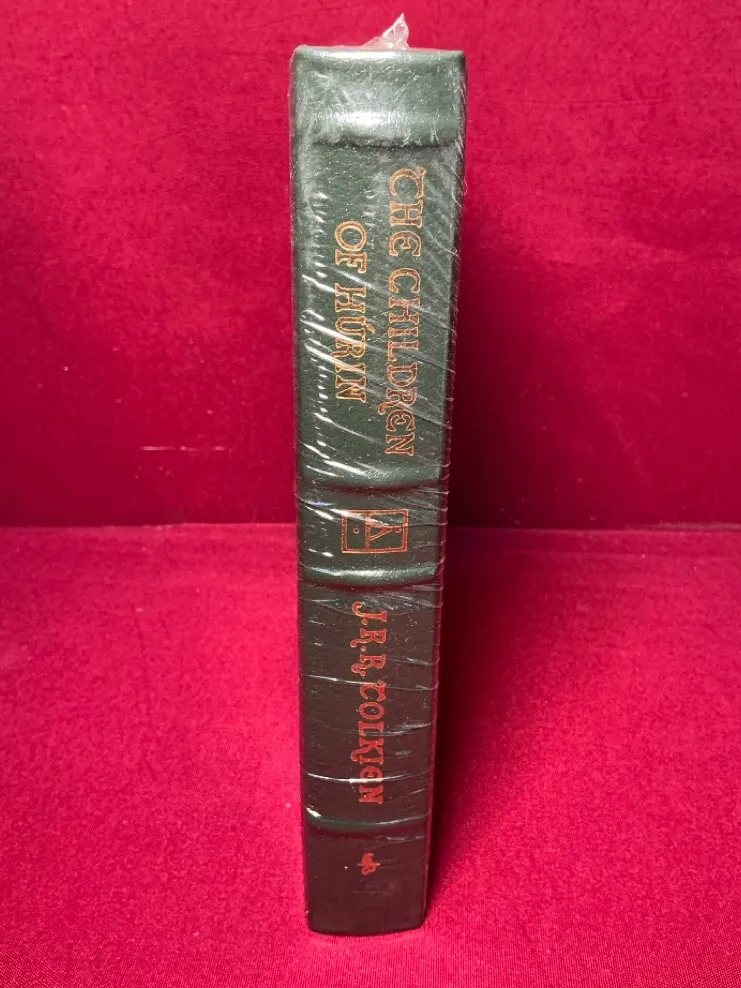 THE CHILDREN
OF HÚRIN
J. R. R. TOLKIEN